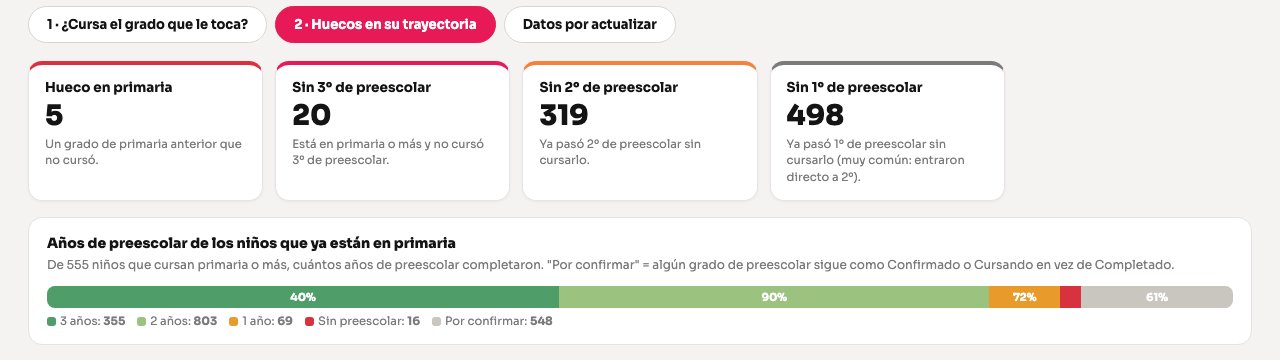 1 · ¿Cursa el grado que le toca?
2 · Huecos en su trayectoria
Datos por actualizar
Hueco en primaria
5
Un grado de primaria anterior que
no cursó.
Sin 3º de preescolar
20
Está en primaria o más y no cursó
3º de preescolar.
Sin 2º de preescolar
319
Ya pasó 2º de preescolar sin
cursarlo.
Sin 1º de preescolar
498
Ya pasó 1º de preescolar sin
cursarlo (muy común: entraron
directo a 2º).
Años de preescolar de los niños que ya están en primaria
De 555 niños que cursan primaria o más, cuántos años de preescolar completaron. "Por confirmar" = algún grado de preescolar sigue como Confirmado o Cursando en vez de Completado.
40% 90% 72% 61%
3 años: 355 2 años: 803 1 año: 69 Sin preescolar: 16 Por confirmar: 548